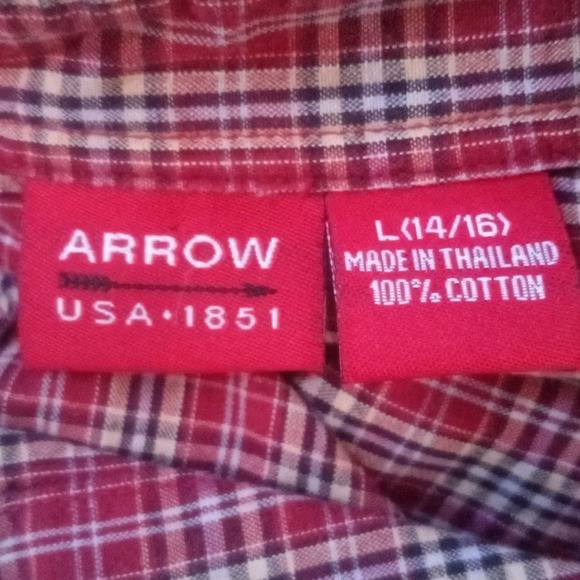 ARROW
USA•1851
L(14/16)
MADE IN THAILAND
100% COTTON